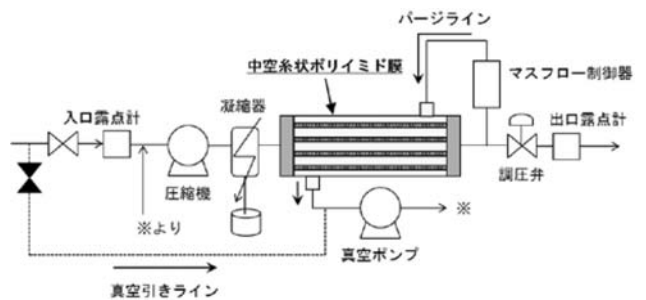 パージライン
中空糸状ポリイミド膜
マスフロー制御器
入口露点計
凝縮器
出口露点計
圧縮機
調圧弁
※より
※
真空ポンプ
真空引きライン